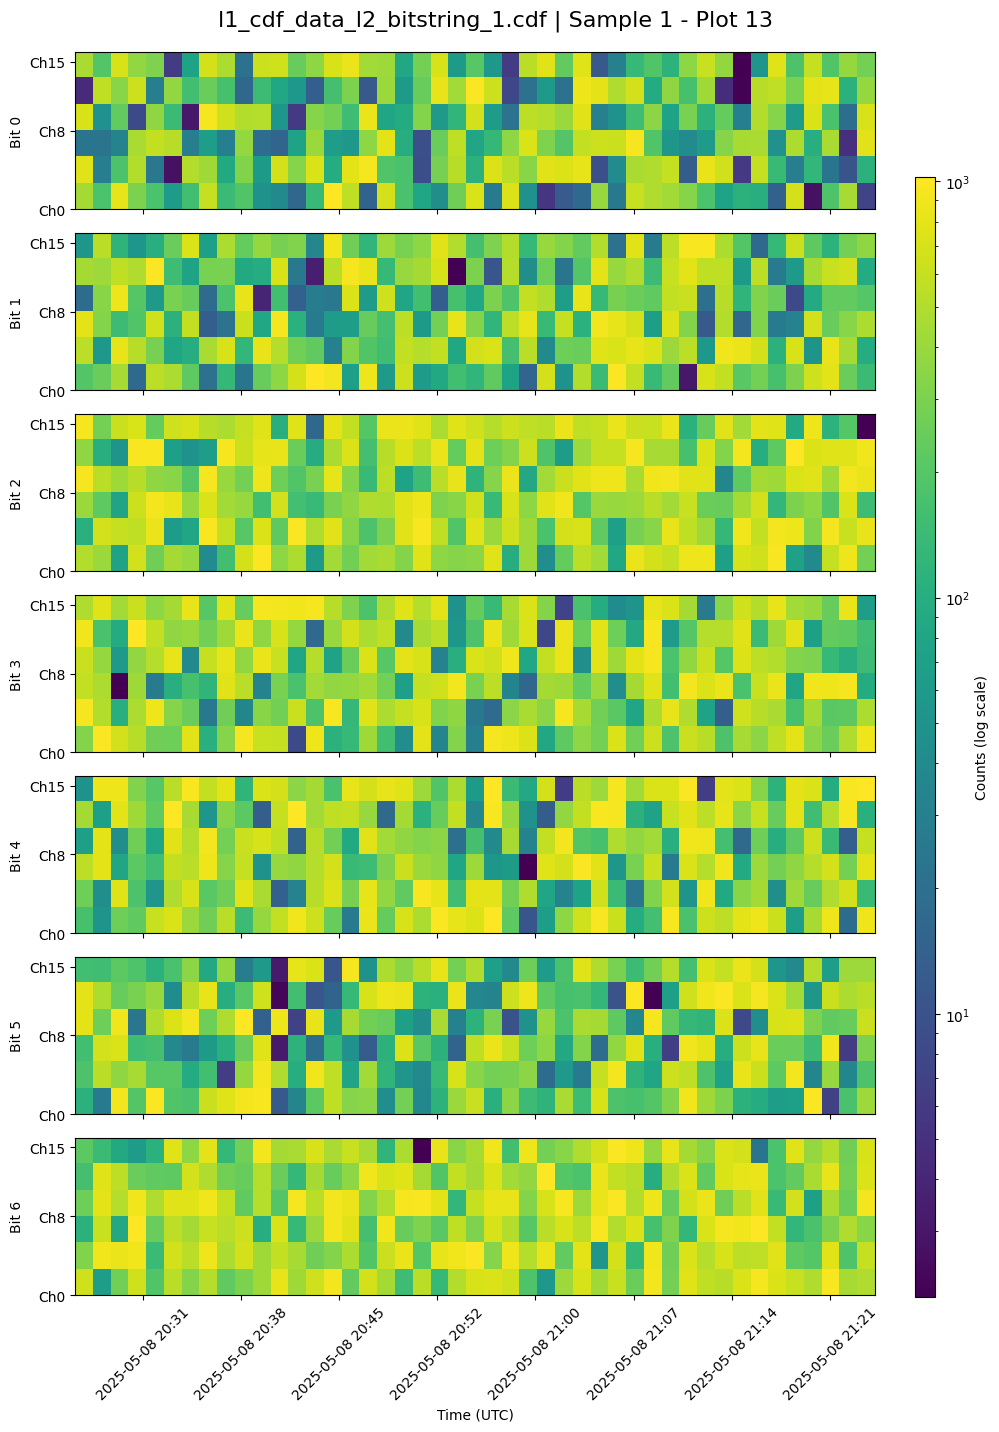 l1_cdf_data_l2_bitstring_1.cdf | Sample 1 - Plot 13
Bit 0
Ch15
Ch8
Ch0
Bit 1
Ch15
Ch8
Ch0
Bit 2
Ch15
Ch8
Ch0
Bit 3
Ch15
Ch8
Ch0
Bit 4
Ch15
Ch8
Ch0
Bit 5
Ch15
Ch8
Ch0
Bit 6
Ch15
Ch8
Ch0
2025-05-08 20:31
2025-05-08 20:38
2025-05-08 20:45
2025-05-08 20:52
2025-05-08 21:00
2025-05-08 21:07
2025-05-08 21:14
2025-05-08 21:21
Time (UTC)
10³
10²
10¹
Counts (log scale)